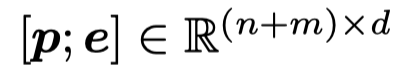 [p; e] ∈ ℝ^{(n+m)×d}